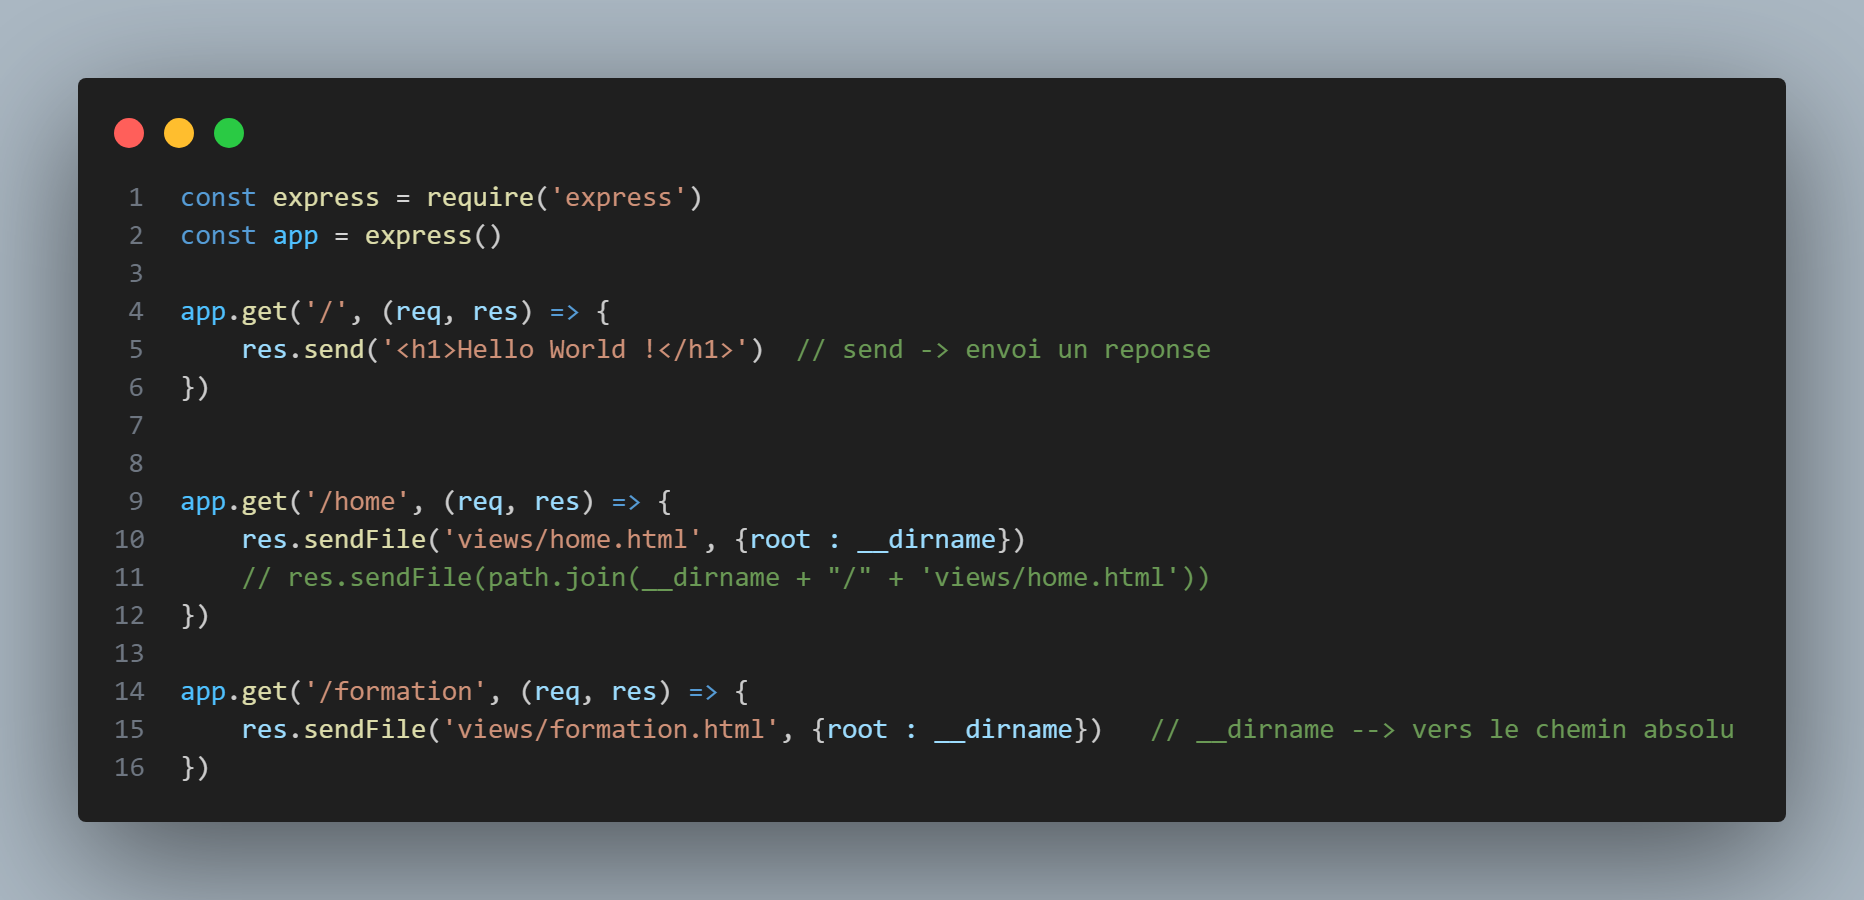 1 const express = require('express')
2 const app = express()
3
4 app.get('/', (req, res) => {
5     res.send('<h1>Hello World !</h1>')  // send -> envoi un reponse
6 })
7
8
9 app.get('/home', (req, res) => {
10     res.sendFile('views/home.html', {root : __dirname})
11     // res.sendFile(path.join(__dirname + "/" + 'views/home.html'))
12 })
13
14 app.get('/formation', (req, res) => {
15     res.sendFile('views/formation.html', {root : __dirname})   // __dirname --> vers le chemin absolu
16 })